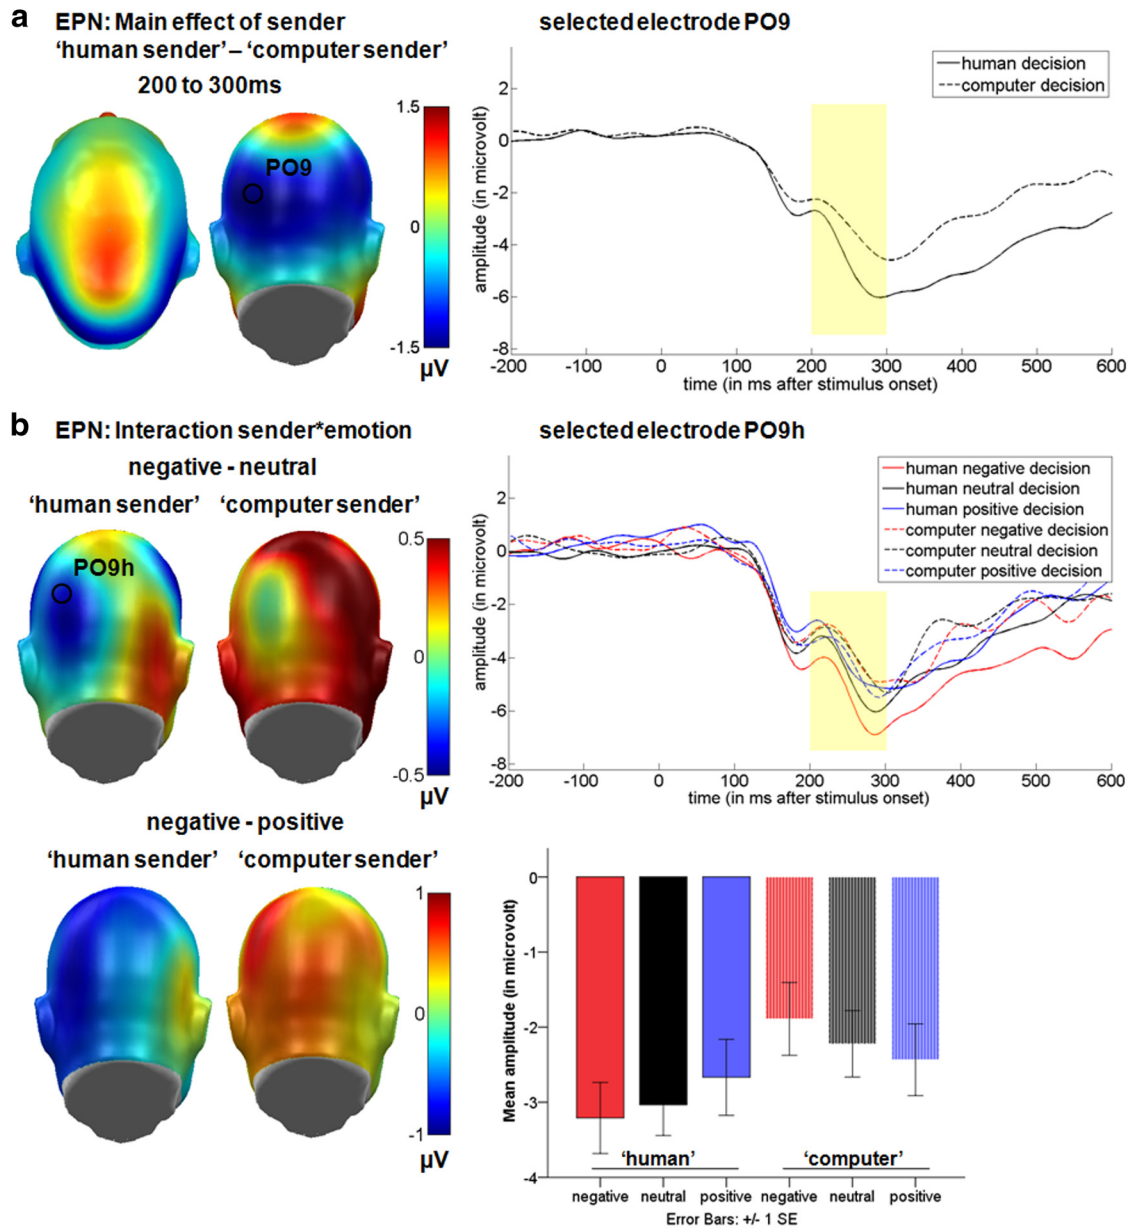 a
EPN: Main effect of sender
‘human sender’ – ‘computer sender’
200 to 300ms
PO9
1.5
0
-1.5
µV
selected electrode PO9
human decision
computer decision
amplitude (in microvolt)
2
0
-2
-4
-6
-8
-200 -100 0 100 200 300 400 500 600
time (in ms after stimulus onset)
b
EPN: Interaction sender*emotion
negative - neutral
‘human sender’ ‘computer sender’
PO9h
0.5
0
-0.5
µV
selected electrode PO9h
human negative decision
human neutral decision
human positive decision
computer negative decision
computer neutral decision
computer positive decision
amplitude (in microvolt)
2
0
-2
-4
-6
-8
-200 -100 0 100 200 300 400 500 600
time (in ms after stimulus onset)
negative - positive
‘human sender’ ‘computer sender’
1
0
-1
µV
Mean amplitude (in microvolt)
0
-1
-2
-3
-4
‘human’ ‘computer’
negative neutral positive negative neutral positive
Error Bars: +/- 1 SE